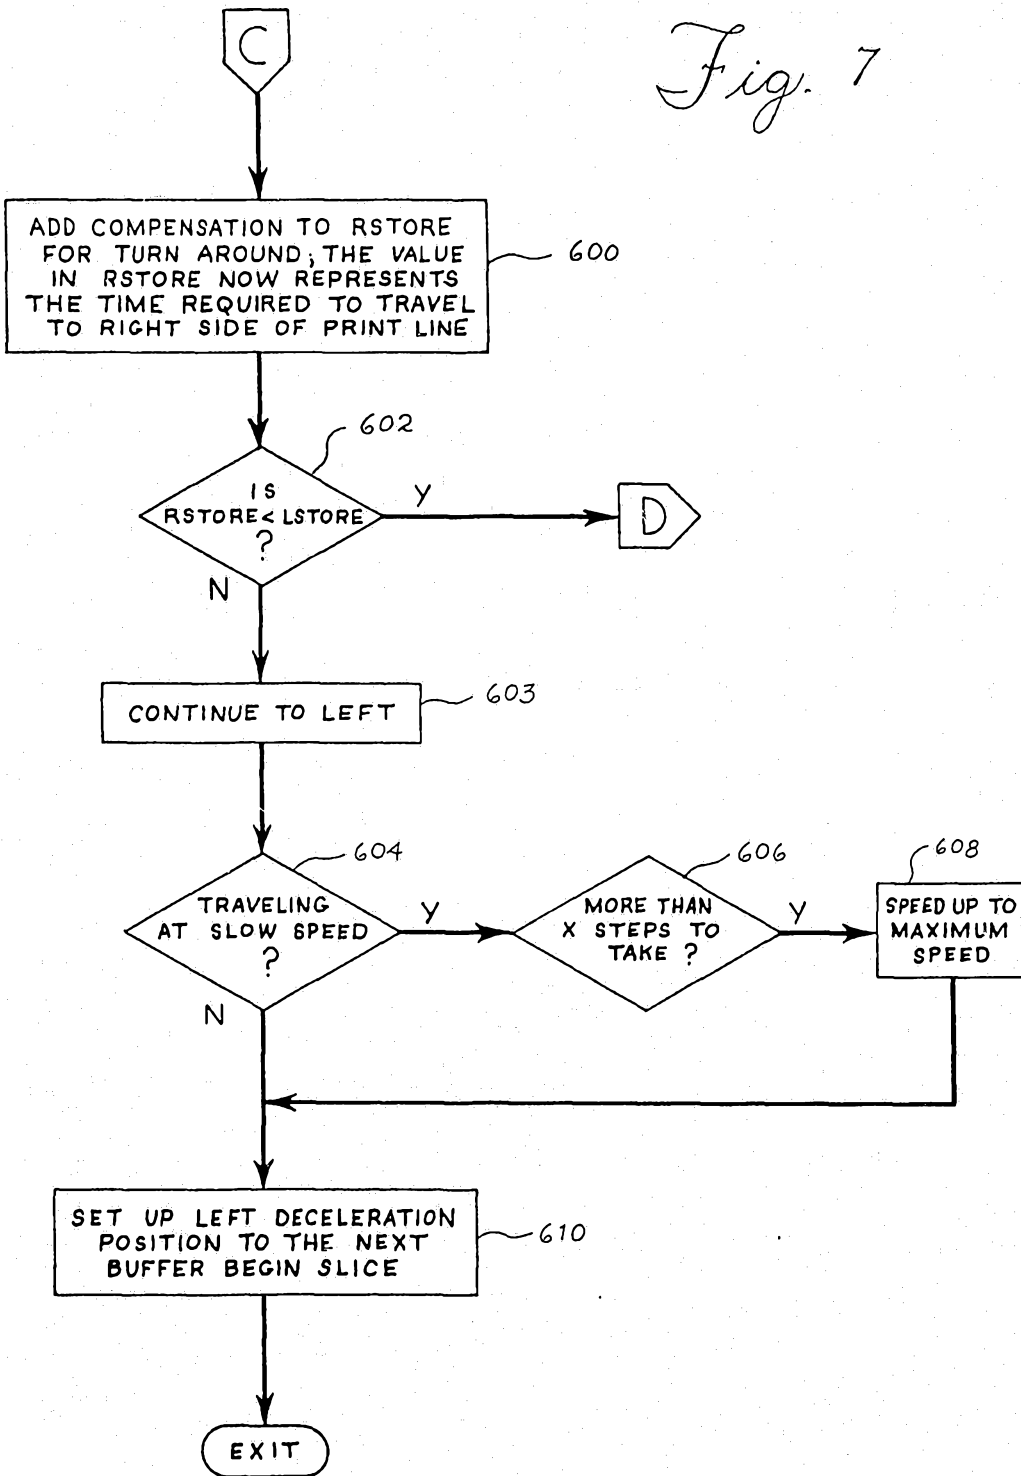 C
Fig. 7
ADD COMPENSATION TO RSTORE
FOR TURN AROUND; THE VALUE
IN RSTORE NOW REPRESENTS
THE TIME REQUIRED TO TRAVEL
TO RIGHT SIDE OF PRINT LINE
600
602
IS
RSTORE < LSTORE
?
Y
D
N
CONTINUE TO LEFT
603
604
TRAVELING
AT SLOW SPEED
?
Y
606
MORE THAN
X STEPS TO
TAKE ?
Y
608
SPEED UP TO
MAXIMUM
SPEED
N
SET UP LEFT DECELERATION
POSITION TO THE NEXT
BUFFER BEGIN SLICE
610
EXIT